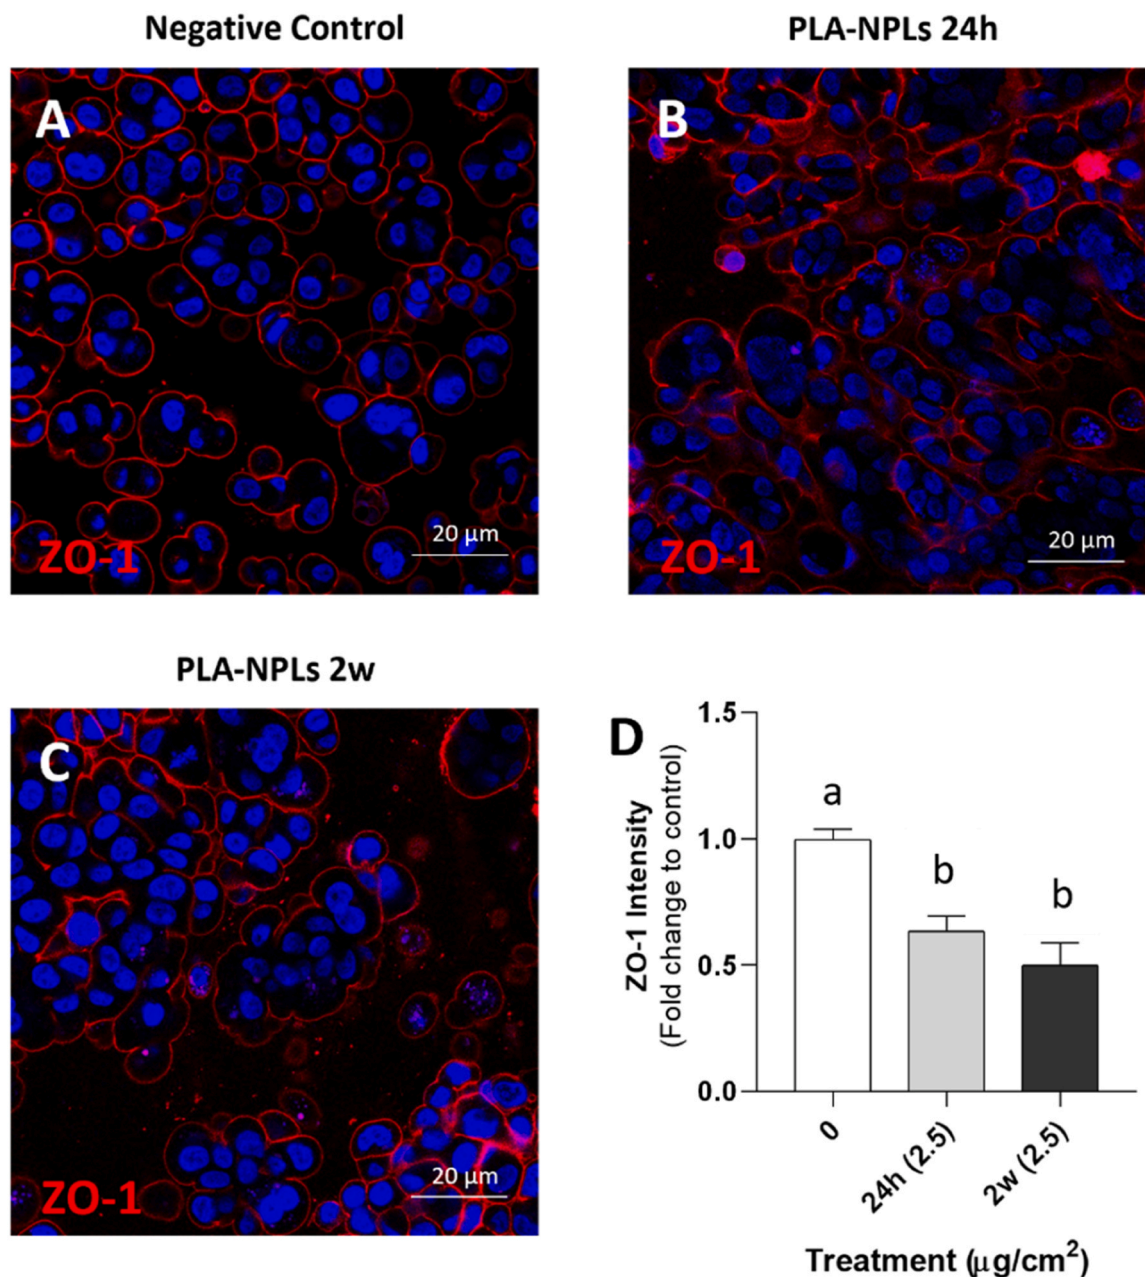 Negative Control
PLA-NPLs 24h
A
ZO-1
20 µm
B
ZO-1
20 µm
PLA-NPLs 2w
C
ZO-1
20 µm
D
ZO-1 Intensity
(Fold change to control)
1.5
1.0
0.5
0.0
a
b
b
0
24h (2.5)
2w (2.5)
Treatment (µg/cm²)